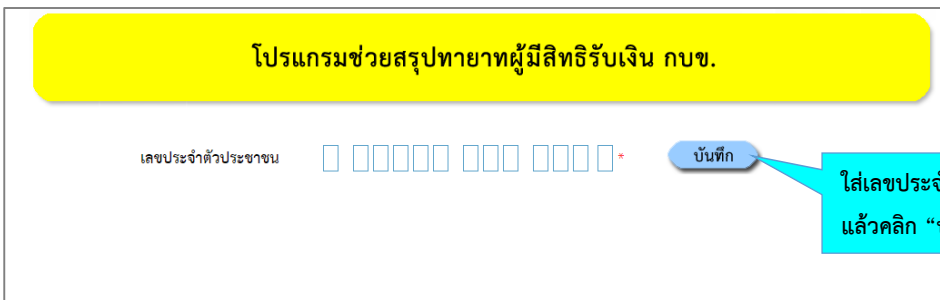 โปรแกรมช่วยสรุปทายาทผู้มีสิทธิรับเงิน กบข.
เลขประจำตัวประชาชน * บันทึก
ใส่เลขประจำ
แล้วคลิก “